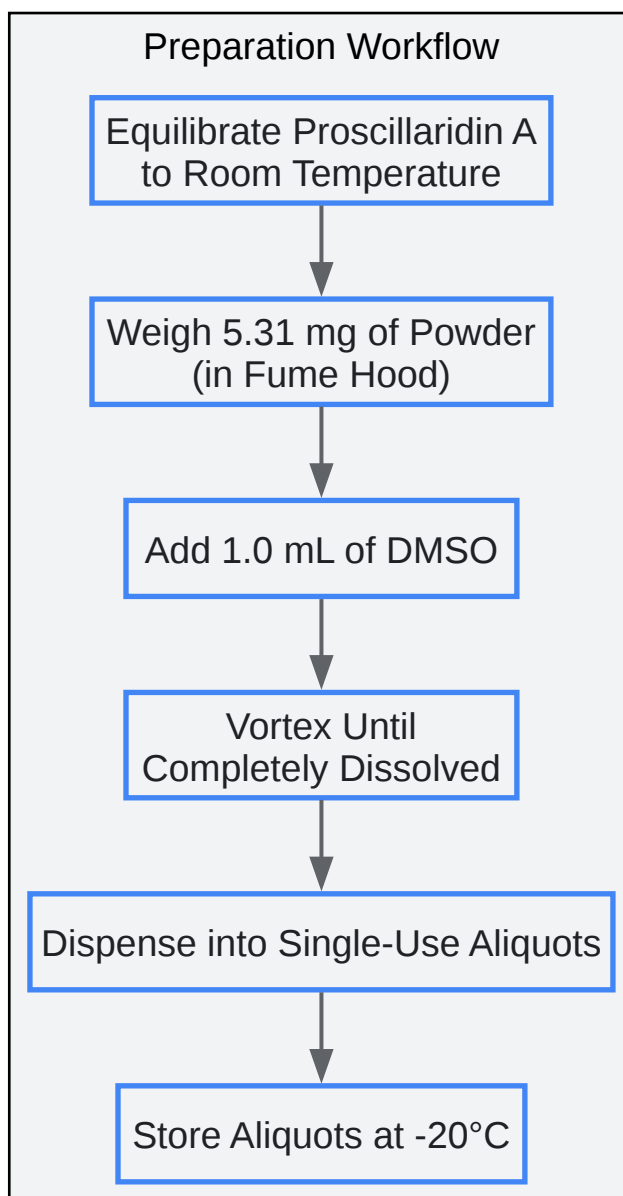 Preparation Workflow
Equilibrate Proscillaridin A
to Room Temperature
Weigh 5.31 mg of Powder
(in Fume Hood)
Add 1.0 mL of DMSO
Vortex Until
Completely Dissolved
Dispense into Single-Use Aliquots
Store Aliquots at -20°C